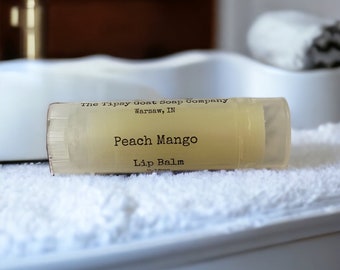 The Tipsy Goat Soap Company
Warsaw, IN
Peach Mango
Lip Balm